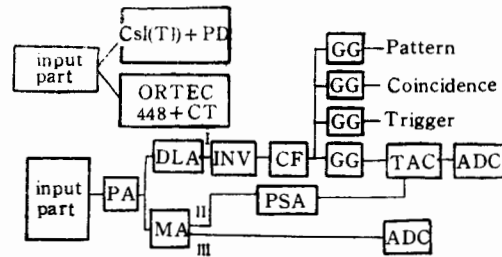 CsI(Tl)+PD
input
part
ORTEC
448+CT
GG
Pattern
GG
Coincidence
GG
Trigger
I
DLA
INV
CF
GG
TAC
ADC
input
part
PA
MA
II
PSA
III
ADC